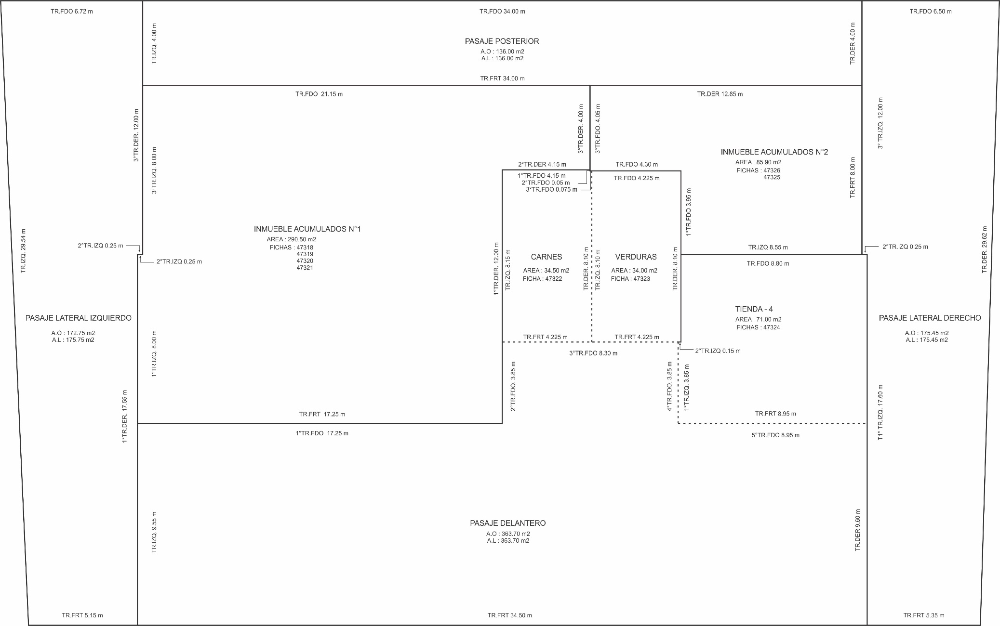 TR.FDO 6.72 m
TR.FDO 34.00 m
TR.FDO 6.50 m
TR.IZQ. 4.00 m
PASAJE POSTERIOR
A.O : 136.00 m2
A.L : 136.00 m2
TR.DER 4.00 m
TR.FRT 34.00 m
TR.FDO 21.15 m
TR.DER 12.85 m
3°TR.DER. 12.00 m
3°TR.IZQ. 8.00 m
3°TR.DER. 4.00 m
3°TR.FDO. 4.05 m
3° TR.IZQ. 12.00 m
INMUEBLE ACUMULADOS N°2
AREA : 85.90 m2
FICHAS : 47326
47325
TR.FRT 8.00 m
2°TR.DER 4.15 m
TR.FDO 4.30 m
1°TR.FDO 4.15 m
2°TR.FDO 0.05 m
3°TR.FDO 0.075 m
TR.FDO 4.225 m
1°TR.FDO 3.95 m
INMUEBLE ACUMULADOS N°1
AREA : 290.50 m2
FICHAS : 47318
47319
47320
47321
TR.IZQ. 29.54 m
2°TR.IZQ 0.25 m
2°TR.IZQ 0.25 m
1°TR.DER. 12.00 m
TR.IZQ. 8.15 m
CARNES
AREA : 34.50 m2
FICHA : 47322
TR.DER. 8.10 m
TR.IZQ. 8.10 m
VERDURAS
AREA : 34.00 m2
FICHA : 47323
TR.DER. 8.10 m
TR.IZQ 8.55 m
TR.FDO 8.80 m
2°TR.IZQ 0.25 m
TR.DER. 29.62 m
PASAJE LATERAL IZQUIERDO
A.O : 172.75 m2
A.L : 175.75 m2
TIENDA - 4
AREA : 71.00 m2
FICHAS : 47324
PASAJE LATERAL DERECHO
A.O : 175.45 m2
A.L : 175.45 m2
1°TR.IZQ. 8.00 m
TR.FRT 4.225 m
TR.FRT 4.225 m
3°TR.FDO 8.30 m
2°TR.IZQ 0.15 m
1°TR.DER. 17.55 m
2°TR.FDO. 3.85 m
4°TR.FDO. 3.85 m
1°TR.IZQ. 3.85 m
T1° TR.IZQ. 17.60 m
TR.FRT 17.25 m
TR.FRT 8.95 m
1°TR.FDO 17.25 m
5°TR.FDO 8.95 m
TR.IZQ. 9.55 m
PASAJE DELANTERO
A.O : 363.70 m2
A.L : 363.70 m2
TR.DER 9.60 m
TR.FRT 5.15 m
TR.FRT 34.50 m
TR.FRT 5.35 m